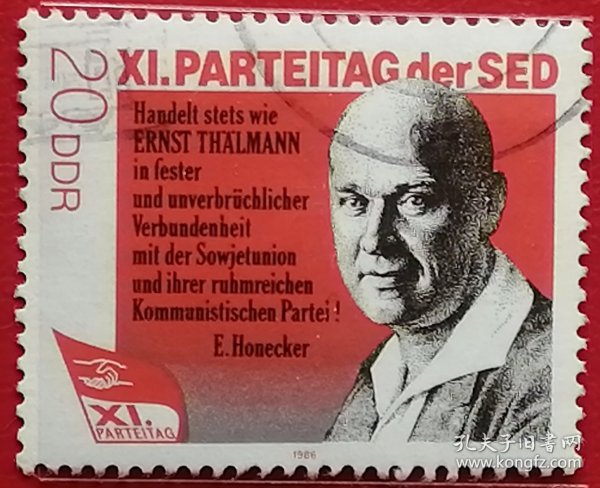 XI. PARTEITAG der SED
20 DDR
Handelt stets wie
ERNST THÄLMANN
in fester
und unverbrüchlicher
Verbundenheit
mit der Sowjetunion
und ihrer ruhmreichen
Kommunistischen Partei!
E. Honecker
XI.
PARTEITAG
1986
孔夫子旧书网
www.kongfz.com